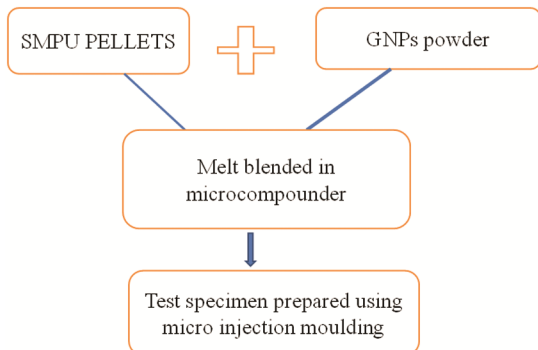 SMPU PELLETS
GNPs powder
Melt blended in
microcompounder
Test specimen prepared using
micro injection moulding